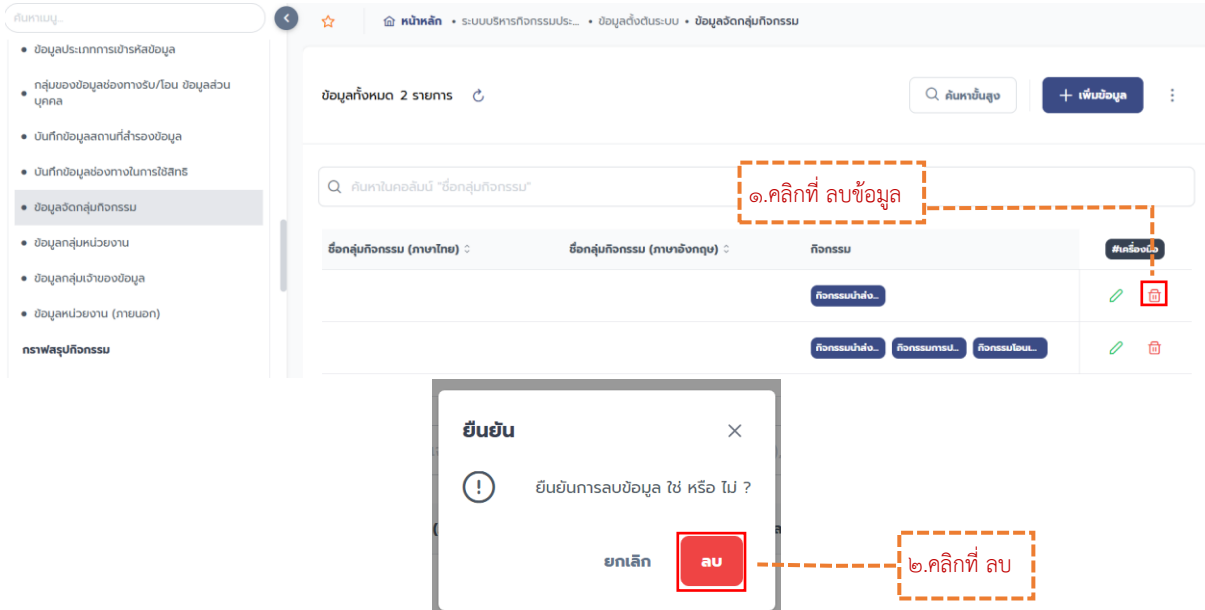 ค้นหาเมนู..
หน้าหลัก • ระบบบริหารกิจกรรมประ... • ข้อมูลตั้งต้นระบบ • ข้อมูลจัดกลุ่มกิจกรรม
• ข้อมูลประเภทการเข้ารหัสข้อมูล
• กลุ่มของข้อมูลช่องทางรับ/โอน ข้อมูลส่วน
บุคคล
• บันทึกข้อมูลสถานที่สำรองข้อมูล
• บันทึกข้อมูลช่องทางในการใช้สิทธิ
• ข้อมูลจัดกลุ่มกิจกรรม
• ข้อมูลกลุ่มหน่วยงาน
• ข้อมูลกลุ่มเจ้าของข้อมูล
• ข้อมูลหน่วยงาน (ภายนอก)
กราฟสรุปกิจกรรม
ข้อมูลทั้งหมด 2 รายการ
ค้นหาขั้นสูง
+ เพิ่มข้อมูล
ค้นหาในคอลัมน์ "ชื่อกลุ่มกิจกรรม"
๑.คลิกที่ ลบข้อมูล
ชื่อกลุ่มกิจกรรม (ภาษาไทย) ชื่อกลุ่มกิจกรรม (ภาษาอังกฤษ) กิจกรรม #เครื่องมือ
กิจกรรมนำส่ง...
กิจกรรมนำส่ง... กิจกรรมการป... กิจกรรมโอนเ...
ยืนยัน
ยืนยันการลบข้อมูล ใช่ หรือ ไม่ ?
ยกเลิก ลบ
๒.คลิกที่ ลบ